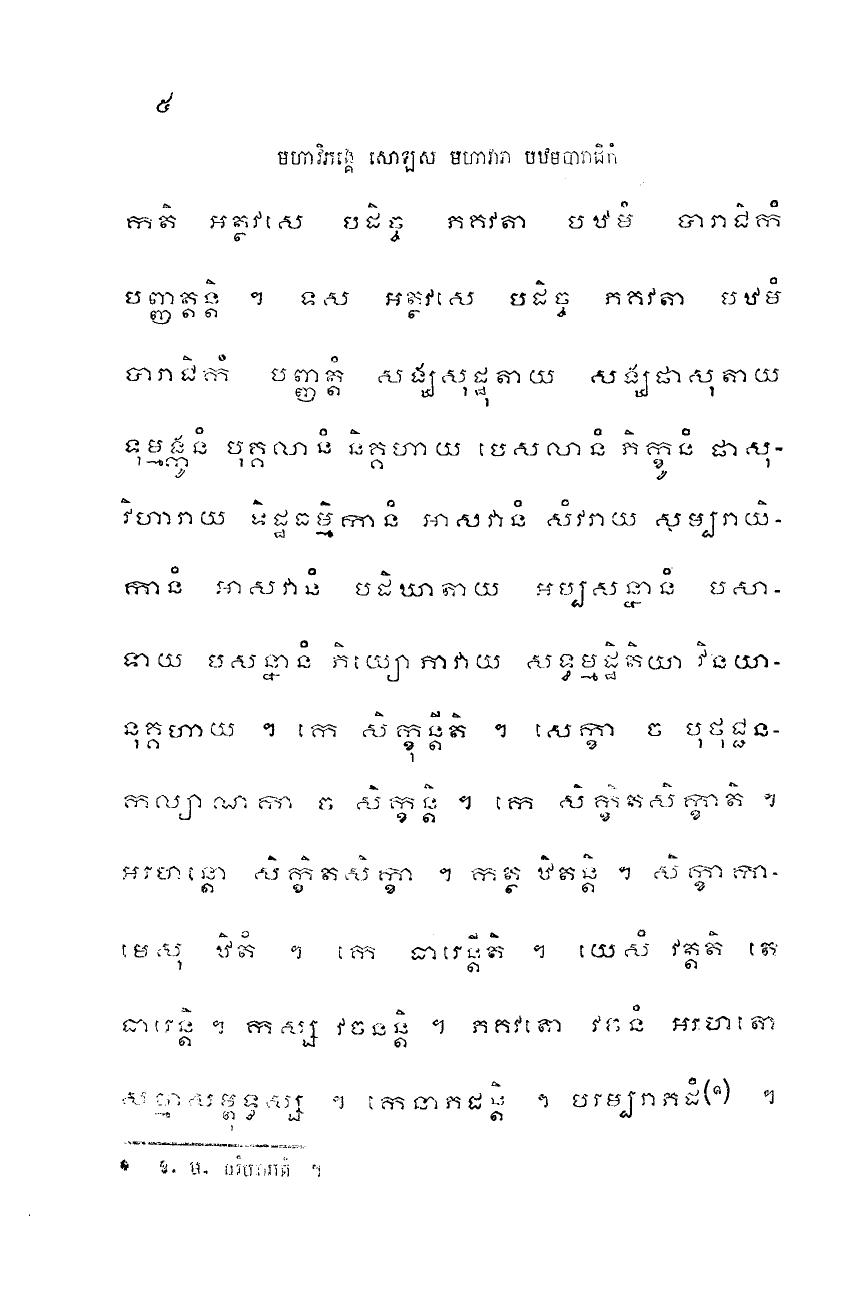 ៥
មហាវិភង្គេ សោឡស មហាវារា បឋមបារាជិកំ
កតិ អត្ថវសេ បដិច្ច ភគវតា បឋមំ បារាជិកំ
បញ្ញត្តន្តិ ។ ទស អត្ថវសេ បដិច្ច ភគវតា បឋមំ
បារាជិកំ បញ្ញត្តំ សង្ឃសុដ្ឋុតាយ សង្ឃផាសុតាយ
ទុម្មង្កូនំ បុគ្គលានំ និគ្គហាយ បេសលានំ ភិក្ខូនំ ផាសុ-
វិហារាយ ទិដ្ឋធម្មិកានំ អាសវានំ សំវរាយ សម្បរាយិ-
កានំ អាសវានំ បដិឃាតាយ អប្បសន្នានំ បសា-
ទាយ បសន្នានំ ភិយ្យោភាវាយ សទ្ធម្មដ្ឋិតិយា វិនយា-
នុគ្គហាយ ។ កេ សិក្ខន្តីតិ ។ សេក្ខា ច បុថុជ្ជន-
កល្យាណកា ច សិក្ខន្តិ ។ កេ សិក្ខិតសិក្ខាតិ ។
អរហន្តោ សិក្ខិតសិក្ខា ។ កត្ថ ឋិតន្តិ ។ សិក្ខាកា-
មេសុ ឋិតំ ។ កេ ធារេន្តីតិ ។ យេសំ វត្តតិ តេ
ធារេន្តិ ។ កស្ស វចនន្តិ ។ ភគវតោ វចនំ អរហតោ
សម្មាសម្ពុទ្ធស្ស ។ កេនាភដន្តិ ។ បរម្បរាភដំ(១) ។
១ ឱ. ម.